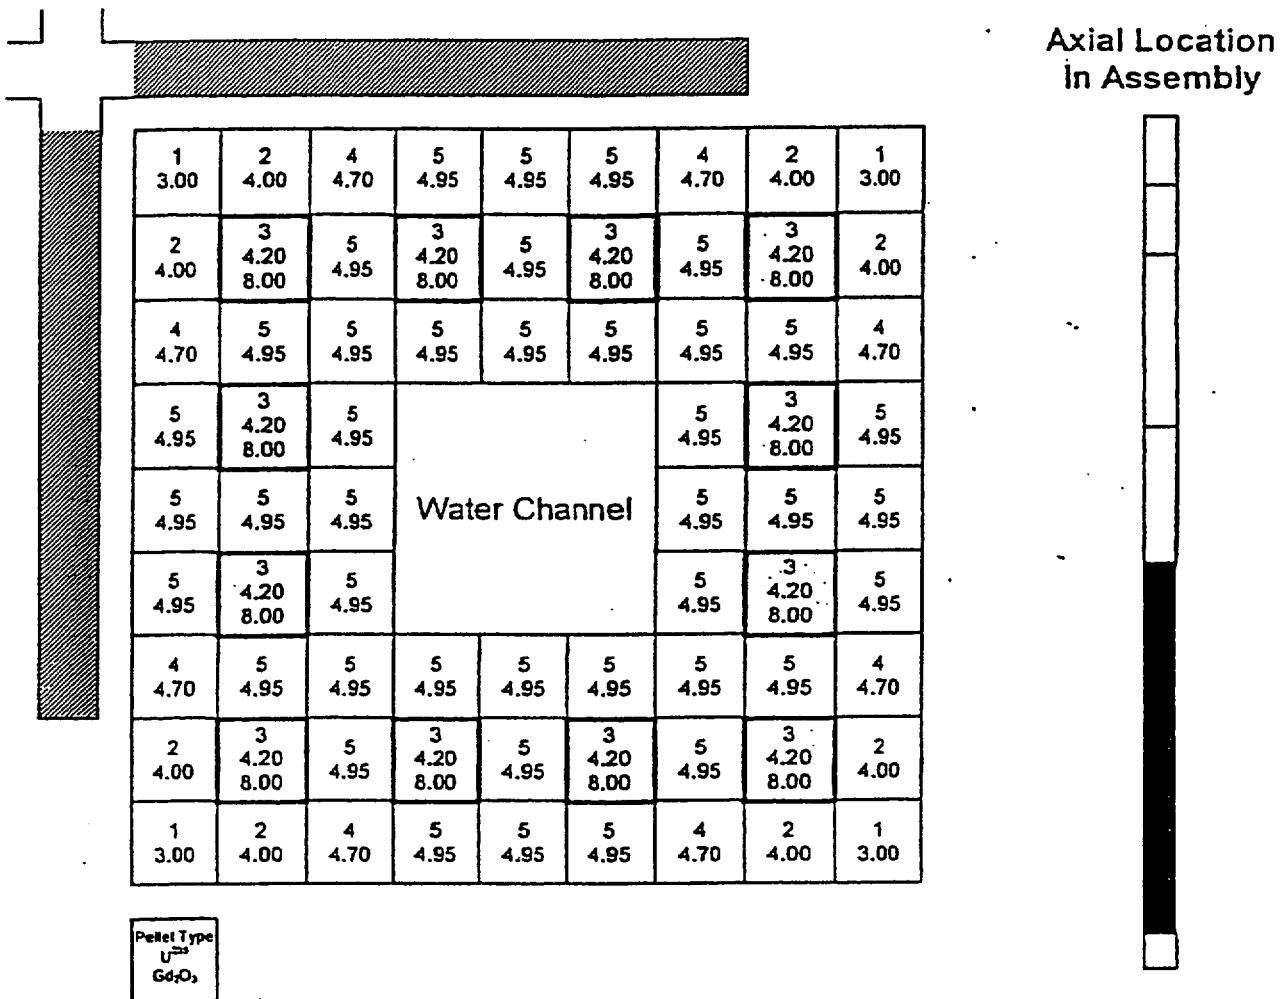 Axial Location
In Assembly
1 2 4 5 5 5 4 2 1
3.00 4.00 4.70 4.95 4.95 4.95 4.70 4.00 3.00
2 3 5 3 5 3 5 3 2
4.00 4.20 4.95 4.20 4.95 4.20 4.95 4.20 4.00
8.00 8.00 8.00 8.00
4 5 5 5 5 5 5 5 4
4.70 4.95 4.95 4.95 4.95 4.95 4.95 4.95 4.70
5 3 5 5 3 5
4.95 4.20 4.95 4.95 4.20 4.95
8.00 8.00
5 5 5 5 5 5
4.95 4.95 4.95 Water Channel 4.95 4.95 4.95
5 3 5 5 3 5
4.95 4.20 4.95 4.95 4.20 4.95
8.00 8.00
4 5 5 5 5 5 5 5 4
4.70 4.95 4.95 4.95 4.95 4.95 4.95 4.95 4.70
2 3 5 3 5 3 5 3 2
4.00 4.20 4.95 4.20 4.95 4.20 4.95 4.20 4.00
8.00 8.00 8.00 8.00
1 2 4 5 5 5 4 2 1
3.00 4.00 4.70 4.95 4.95 4.95 4.70 4.00 3.00
Pellet Type
U²³⁵
Gd₂O₃